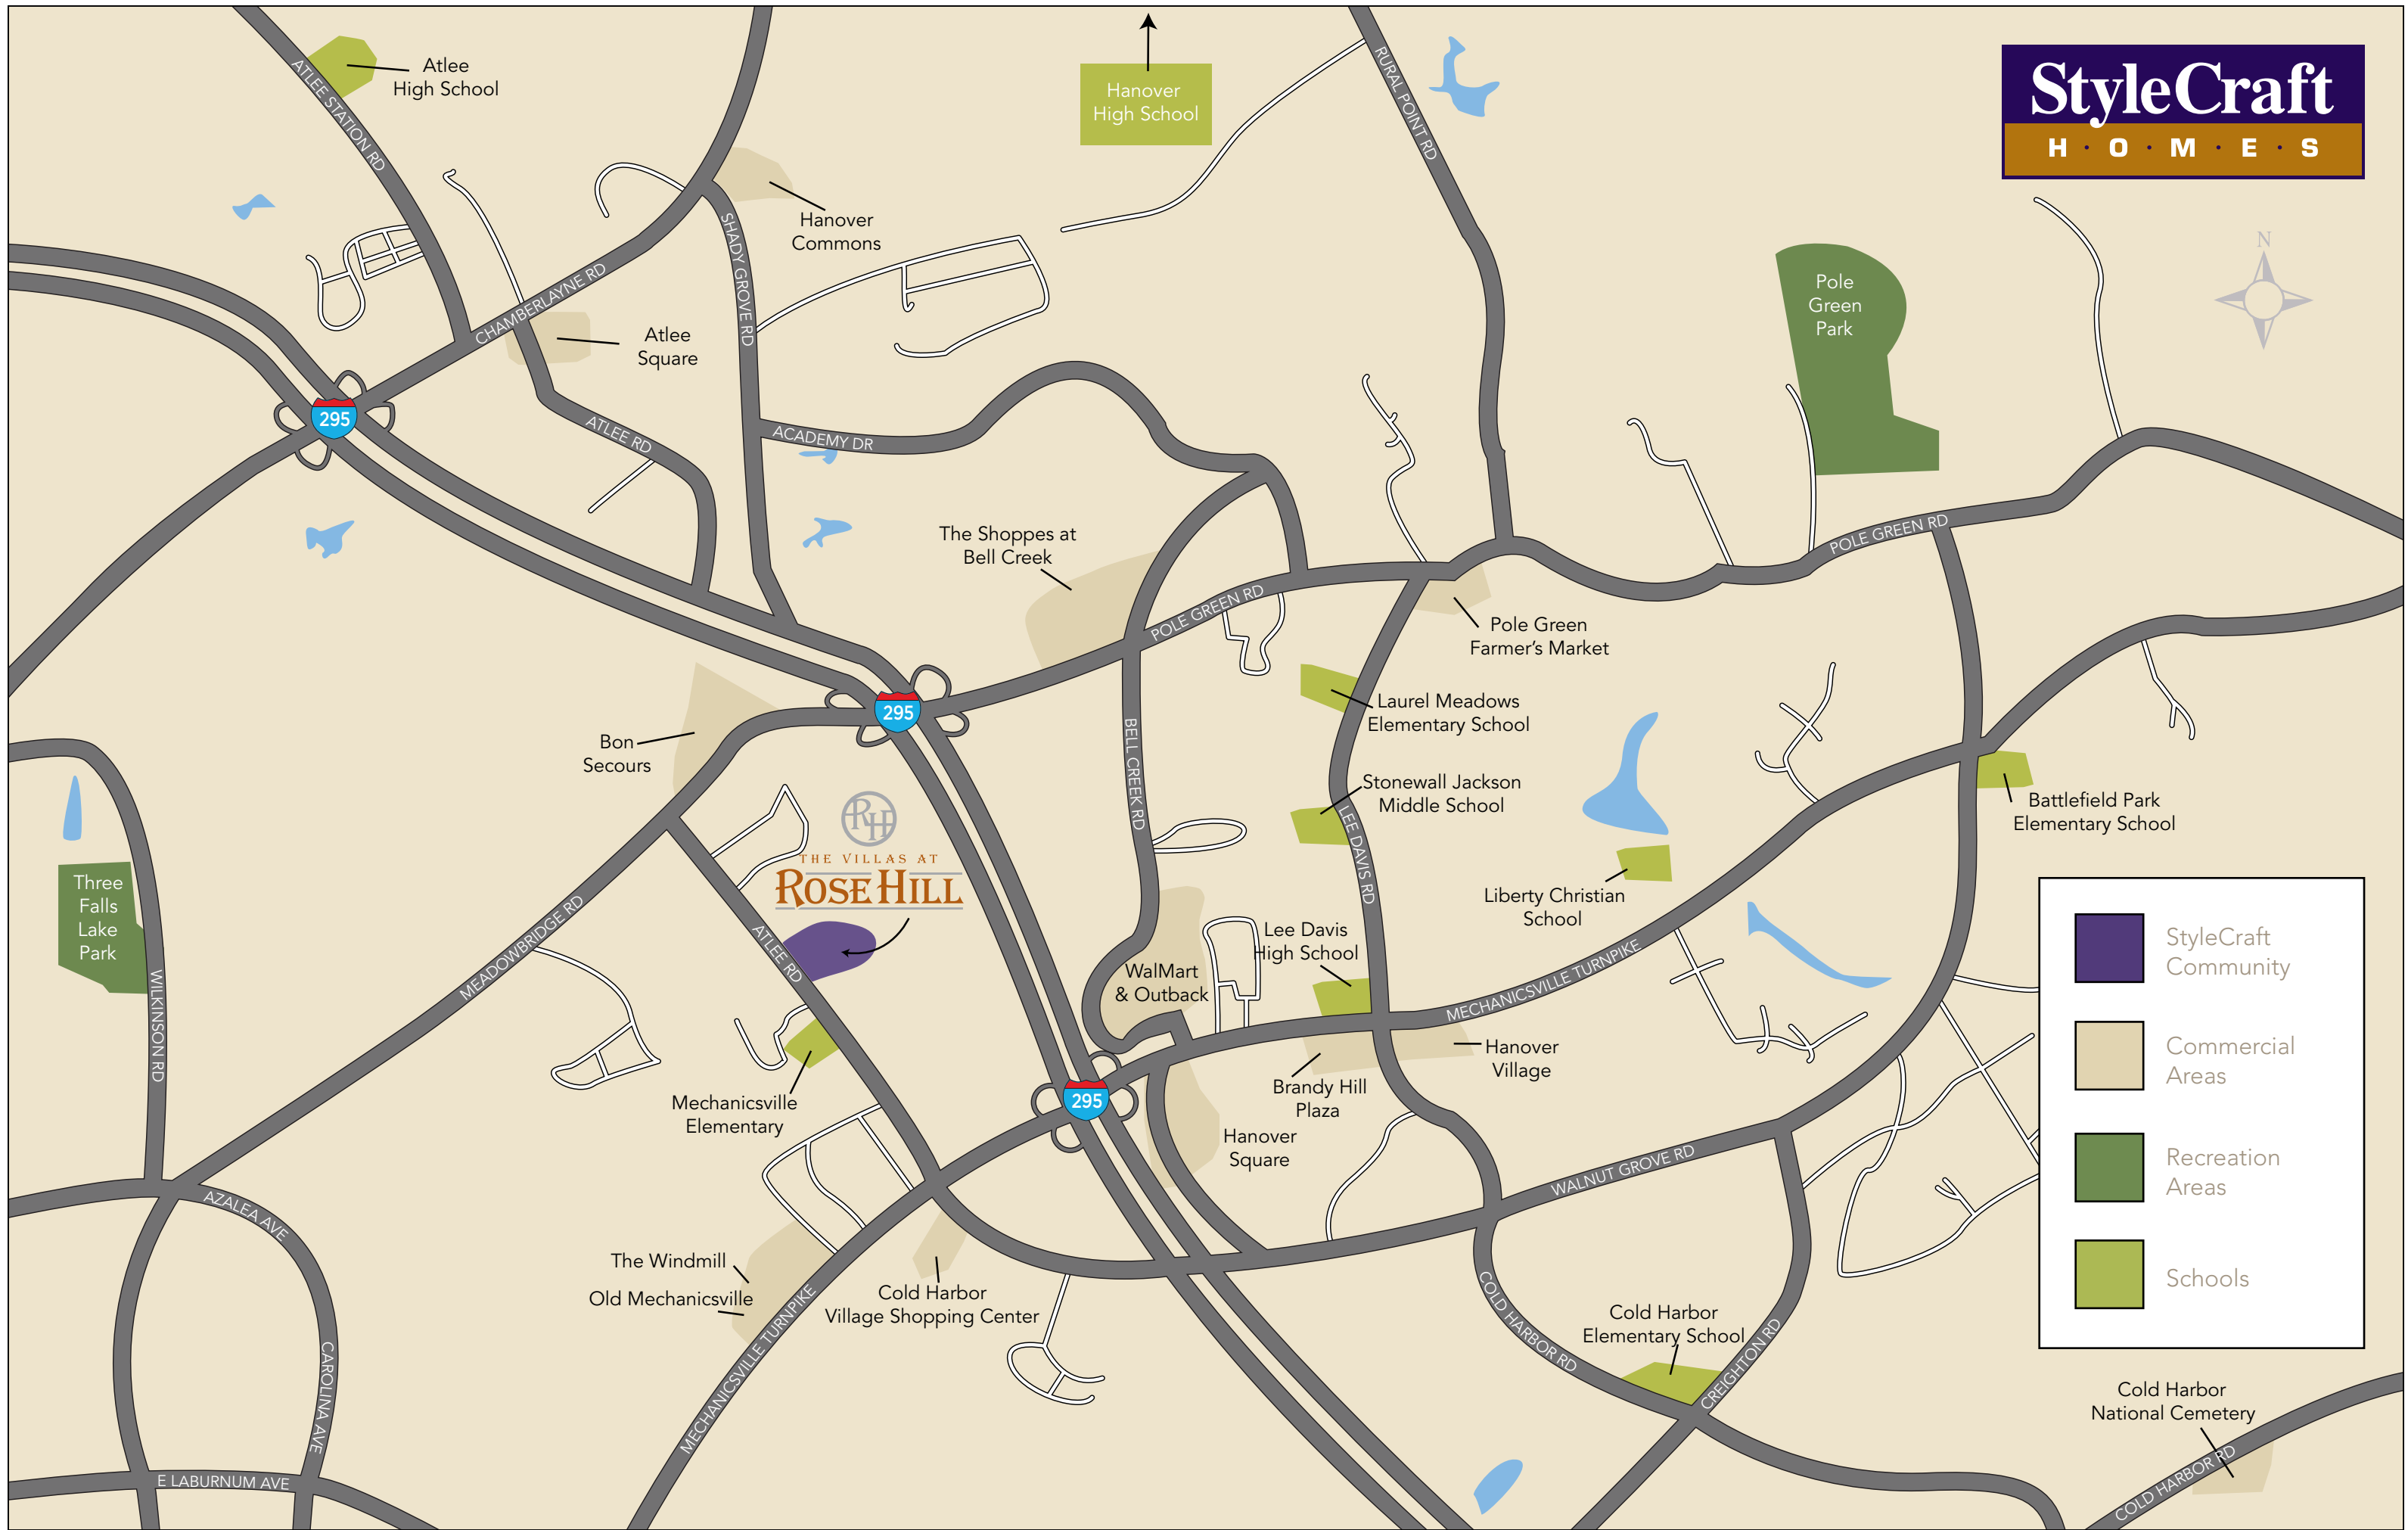 Atlee
High School
ATLEE STATION RD
Hanover
High School
RURAL POINT RD
StyleCraft
H · O · M · E · S
N
Hanover
Commons
SHADY GROVE RD
CHAMBERLAYNE RD
Atlee
Square
295
ATLEE RD
ACADEMY DR
Pole
Green
Park
The Shoppes at
Bell Creek
POLE GREEN RD
POLE GREEN RD
Pole Green
Farmer's Market
Laurel Meadows
Elementary School
295
Bon
Secours
BELL CREEK RD
Stonewall Jackson
Middle School
LEE DAVIS RD
Battlefield Park
Elementary School
RH
THE VILLAS AT
ROSE HILL
Three
Falls
Lake
Park
WILKINSON RD
MEADOWBRIDGE RD
ATLEE RD
Liberty Christian
School
Lee Davis
High School
WalMart
& Outback
MECHANICSVILLE TURNPIKE
StyleCraft
Community
Commercial
Areas
Recreation
Areas
Schools
Mechanicsville
Elementary
295
Hanover
Village
Brandy Hill
Plaza
Hanover
Square
WALNUT GROVE RD
AZALEA AVE
CAROLINA AVE
E LABURNUM AVE
The Windmill
Old Mechanicsville
MECHANICSVILLE TURNPIKE
Cold Harbor
Village Shopping Center
COLD HARBOR RD
Cold Harbor
Elementary School
CREIGHTON RD
Cold Harbor
National Cemetery
COLD HARBOR RD